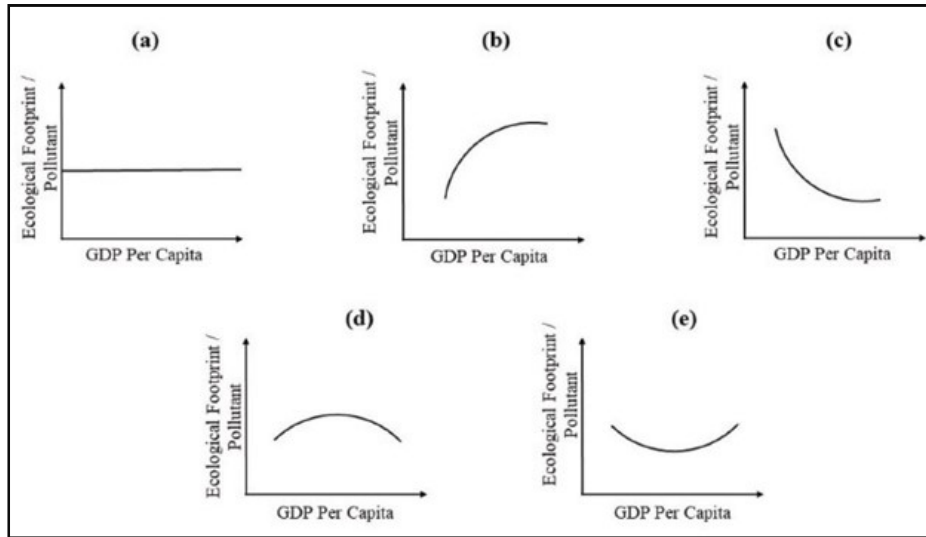 (a)
Ecological Footprint /
Pollutant
GDP Per Capita
(b)
Ecological Footprint /
Pollutant
GDP Per Capita
(c)
Ecological Footprint /
Pollutant
GDP Per Capita
(d)
Ecological Footprint /
Pollutant
GDP Per Capita
(e)
Ecological Footprint /
Pollutant
GDP Per Capita